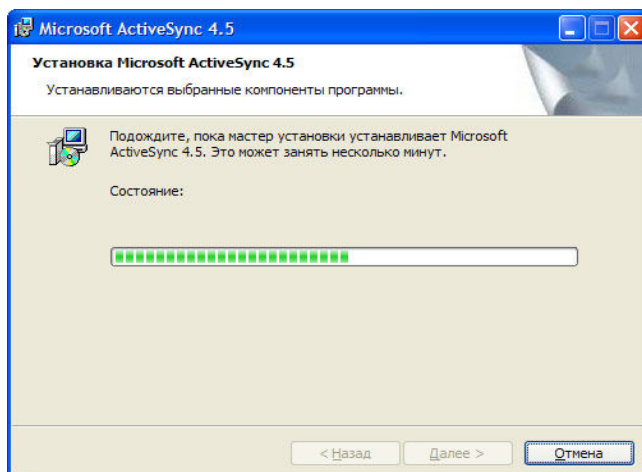 Microsoft ActiveSync 4.5
Установка Microsoft ActiveSync 4.5
Устанавливаются выбранные компоненты программы.
Подождите, пока мастер установки устанавливает Microsoft
ActiveSync 4.5. Это может занять несколько минут.
Состояние:
< Назад
Далее >
Отмена